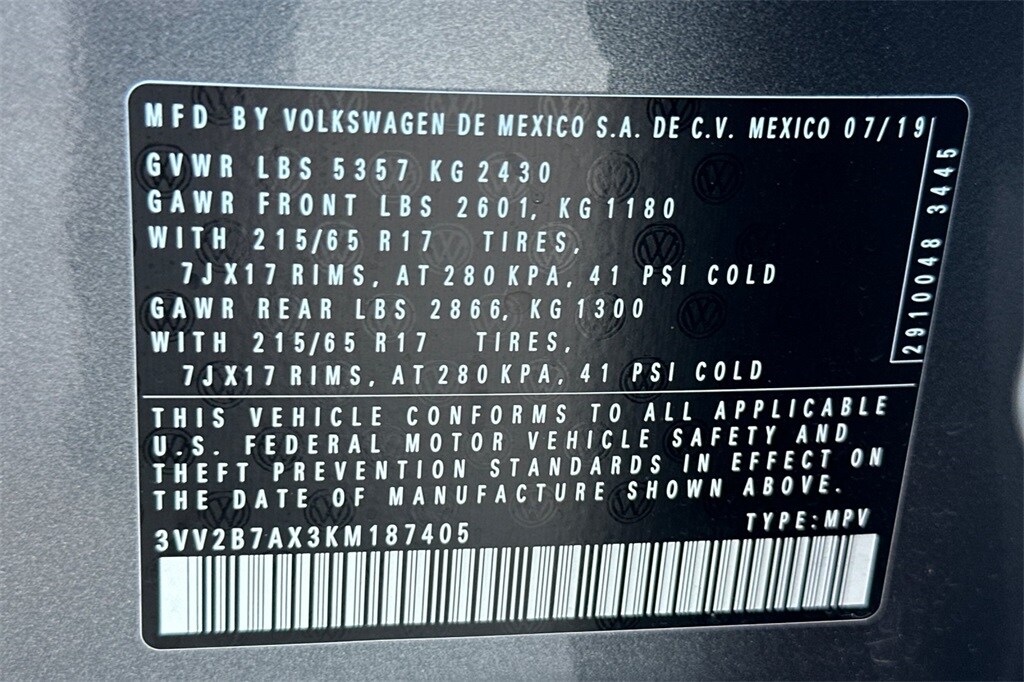 MFD BY VOLKSWAGEN DE MEXICO S.A. DE C.V. MEXICO 07/19
GVWR LBS 5357 KG 2430
GAWR FRONT LBS 2601, KG 1180
WITH 215/65 R17 TIRES,
7JX17 RIMS, AT 280 KPA, 41 PSI COLD
GAWR REAR LBS 2866, KG 1300
WITH 215/65 R17 TIRES,
7JX17 RIMS, AT 280 KPA, 41 PSI COLD
2910048 3445
THIS VEHICLE CONFORMS TO ALL APPLICABLE
U.S. FEDERAL MOTOR VEHICLE SAFETY AND
THEFT PREVENTION STANDARDS IN EFFECT ON
THE DATE OF MANUFACTURE SHOWN ABOVE.
3VV2B7AX3KM187405 TYPE: MPV